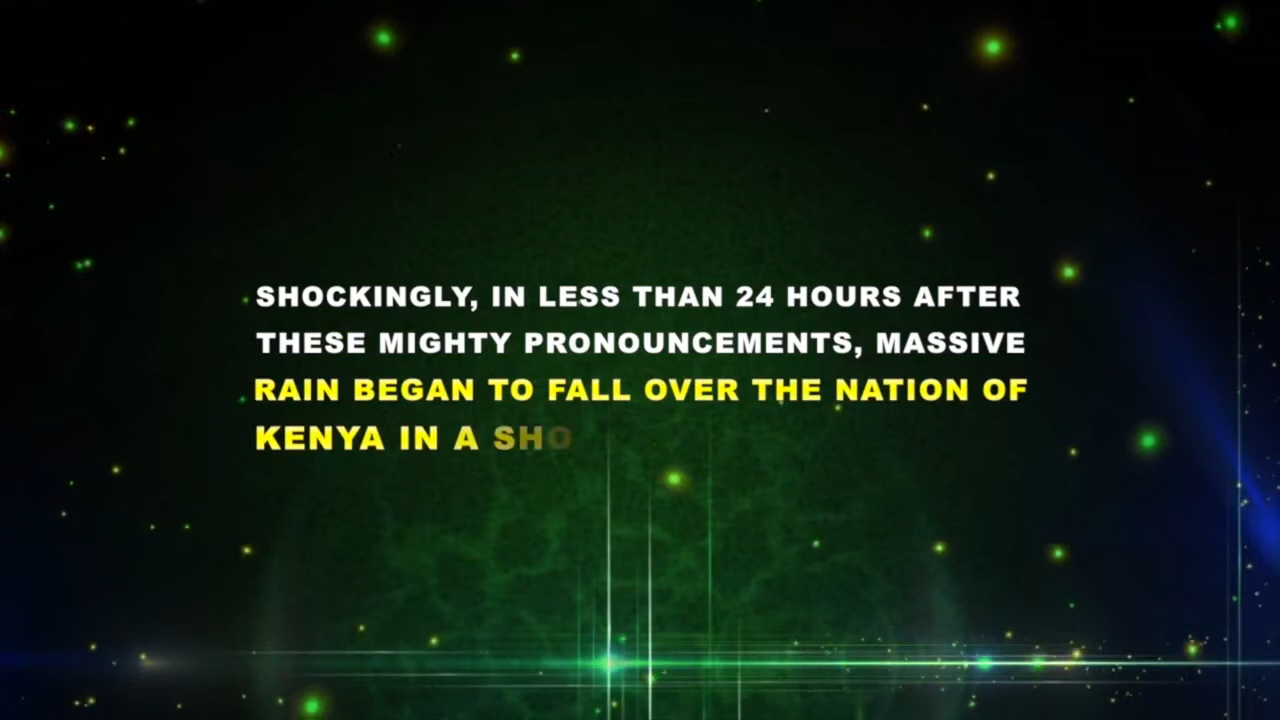 SHOCKINGLY, IN LESS THAN 24 HOURS AFTER
THESE MIGHTY PRONOUNCEMENTS, MASSIVE
RAIN BEGAN TO FALL OVER THE NATION OF
KENYA IN A SHO